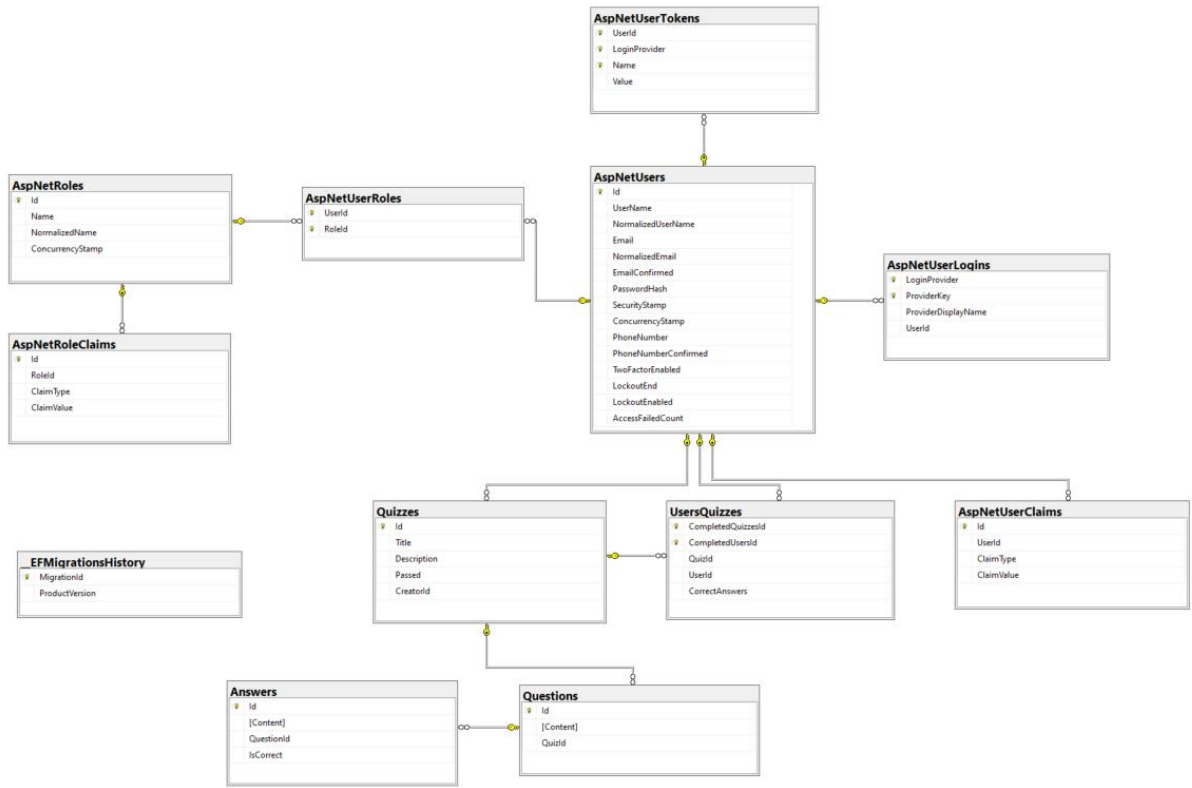 AspNetUserTokens
UserId
LoginProvider
Name
Value
AspNetRoles
Id
Name
NormalizedName
ConcurrencyStamp
AspNetUserRoles
UserId
RoleId
AspNetUsers
Id
UserName
NormalizedUserName
Email
NormalizedEmail
EmailConfirmed
PasswordHash
SecurityStamp
ConcurrencyStamp
PhoneNumber
PhoneNumberConfirmed
TwoFactorEnabled
LockoutEnd
LockoutEnabled
AccessFailedCount
AspNetUserLogins
LoginProvider
ProviderKey
ProviderDisplayName
UserId
AspNetRoleClaims
Id
RoleId
ClaimType
ClaimValue
Quizzes
Id
Title
Description
Passed
CreatorId
UsersQuizzes
CompletedQuizzesId
CompletedUsersId
QuizId
UserId
CorrectAnswers
AspNetUserClaims
Id
UserId
ClaimType
ClaimValue
__EFMigrationsHistory
MigrationId
ProductVersion
Answers
Id
[Content]
QuestionId
IsCorrect
Questions
Id
[Content]
QuizId